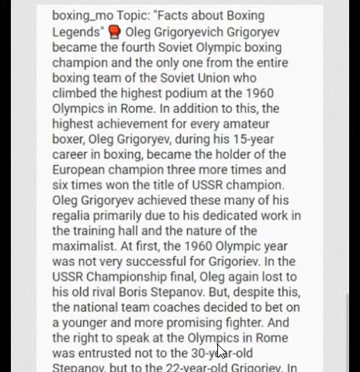 boxing_mo Topic: "Facts about Boxing
Legends" 🥊 Oleg Grigoryevich Grigoryev
became the fourth Soviet Olympic boxing
champion and the only one from the entire
boxing team of the Soviet Union who
climbed the highest podium at the 1960
Olympics in Rome. In addition to this, the
highest achievement for every amateur
boxer, Oleg Grigoryev, during his 15-year
career in boxing, became the holder of the
European champion three more times and
six times won the title of USSR champion.
Oleg Grigoryev achieved these many of his
regalia primarily due to his dedicated work in
the training hall and the nature of the
maximalist. At first, the 1960 Olympic year
was not very successful for Grigoriev. In the
USSR Championship final, Oleg again lost to
his old rival Boris Stepanov. But, despite this,
the national team coaches decided to bet on
a younger and more promising fighter. And
the right to speak at the Olympics in Rome
was entrusted not to the 30-year-old
Stepanov, but to the 22-year-old Grigoryev. In